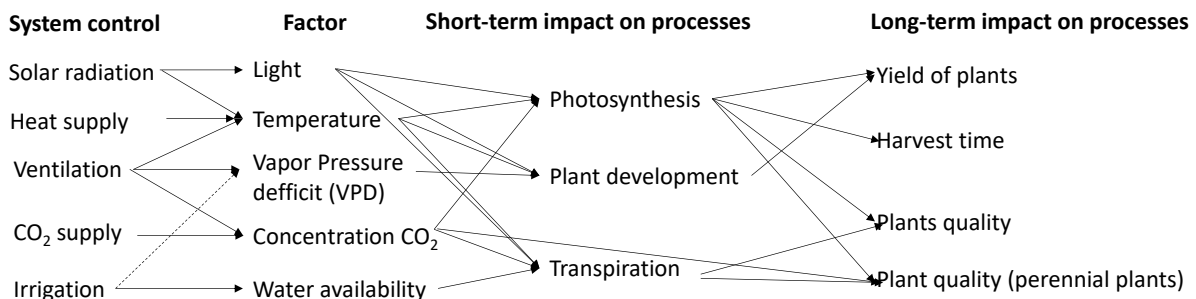 System control
Factor
Short-term impact on processes
Long-term impact on processes
Solar radiation
Heat supply
Ventilation
CO₂ supply
Irrigation
Light
Temperature
Vapor Pressure
defficit (VPD)
Concentration CO₂
Water availability
Photosynthesis
Plant development
Transpiration
Yield of plants
Harvest time
Plants quality
Plant quality (perennial plants)